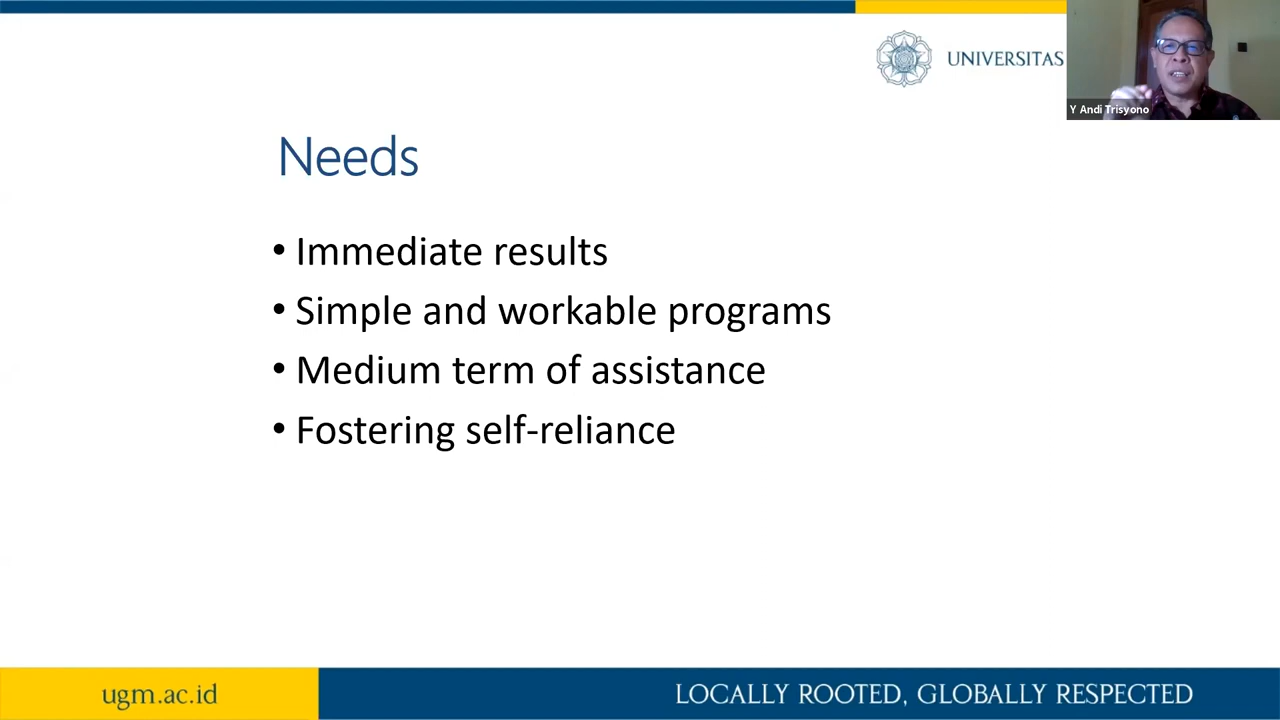 UNIVERSITAS
Y Andi Trisyono
Needs
• Immediate results
• Simple and workable programs
• Medium term of assistance
• Fostering self-reliance
ugm.ac.id
LOCALLY ROOTED, GLOBALLY RESPECTED